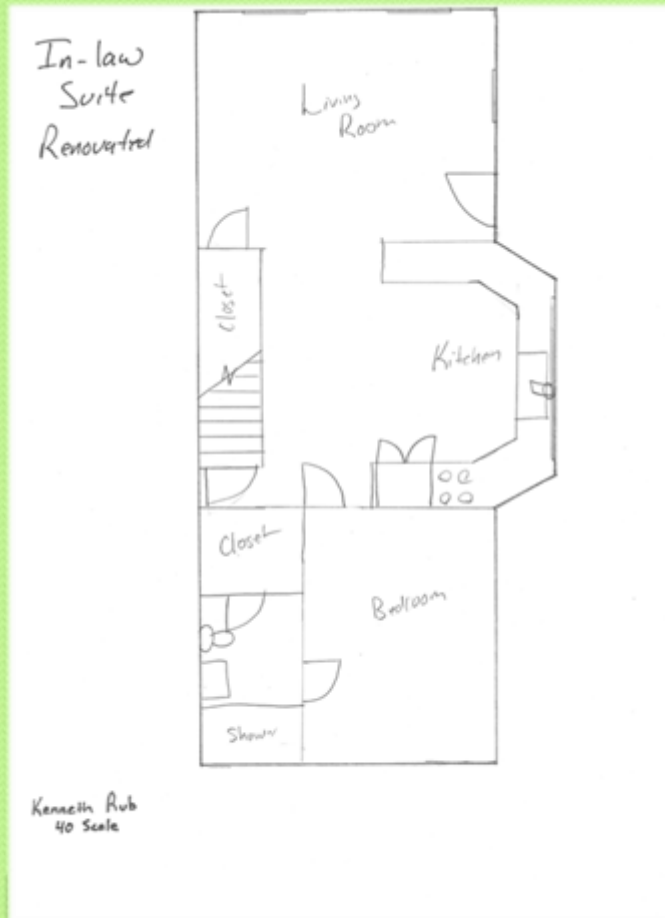 In-law
Suite
Renovated
Living
Room
Closet
Kitchen
Closet
Bedroom
Shower
Kenneth Rub
40 Scale